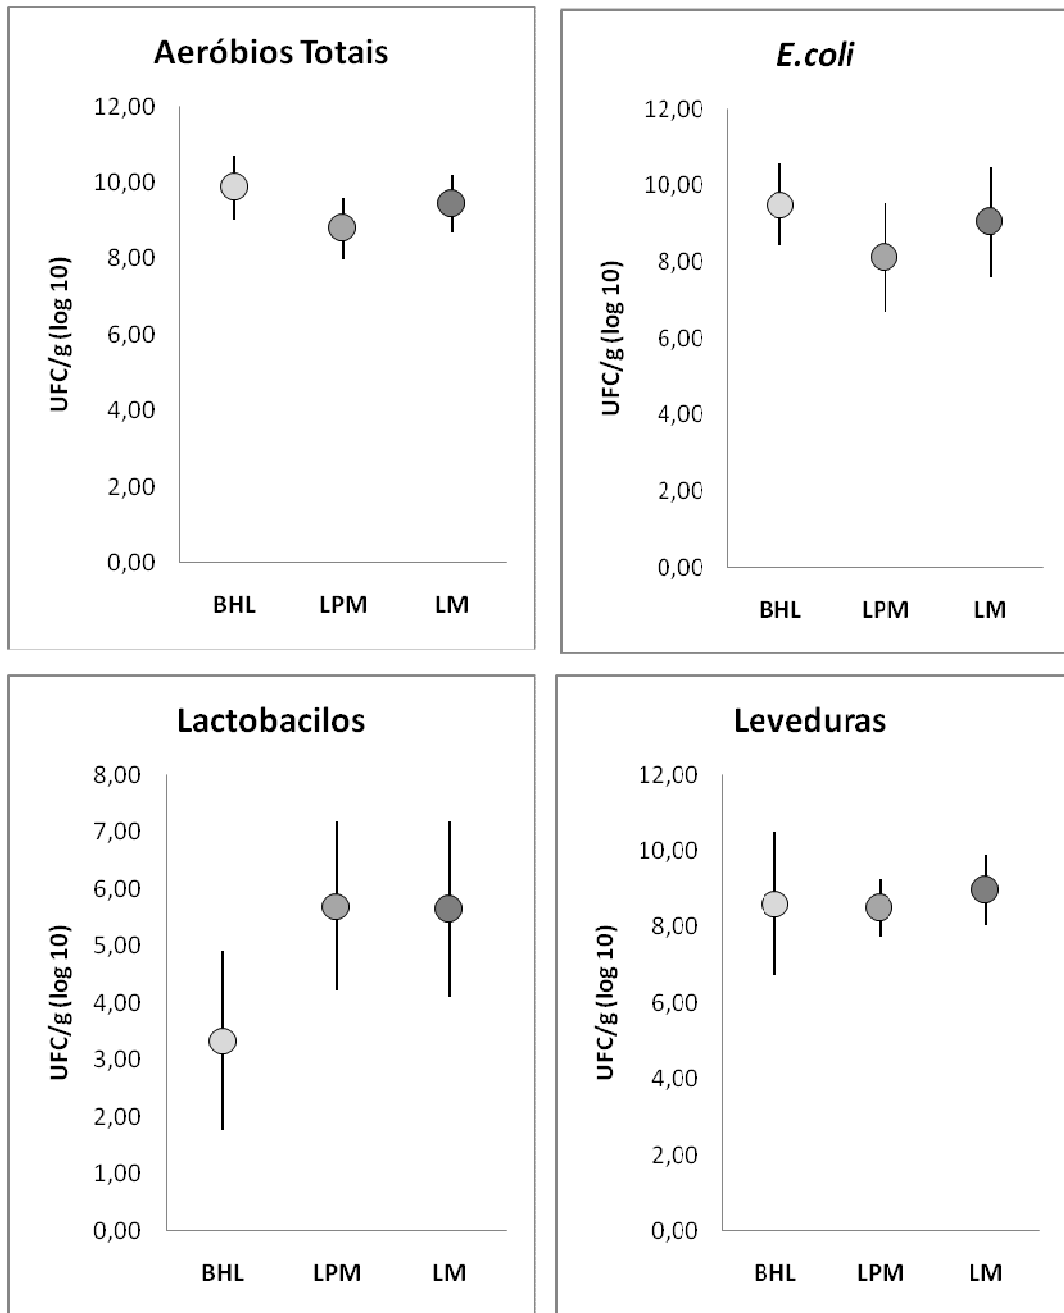 Aeróbios Totais
UFC/g (log 10)
12,00
10,00
8,00
6,00
4,00
2,00
0,00
BHL LPM LM
E.coli
UFC/g (log 10)
12,00
10,00
8,00
6,00
4,00
2,00
0,00
BHL LPM LM
Lactobacilos
UFC/g (log 10)
8,00
7,00
6,00
5,00
4,00
3,00
2,00
1,00
0,00
BHL LPM LM
Leveduras
UFC/g (log 10)
12,00
10,00
8,00
6,00
4,00
2,00
0,00
BHL LPM LM